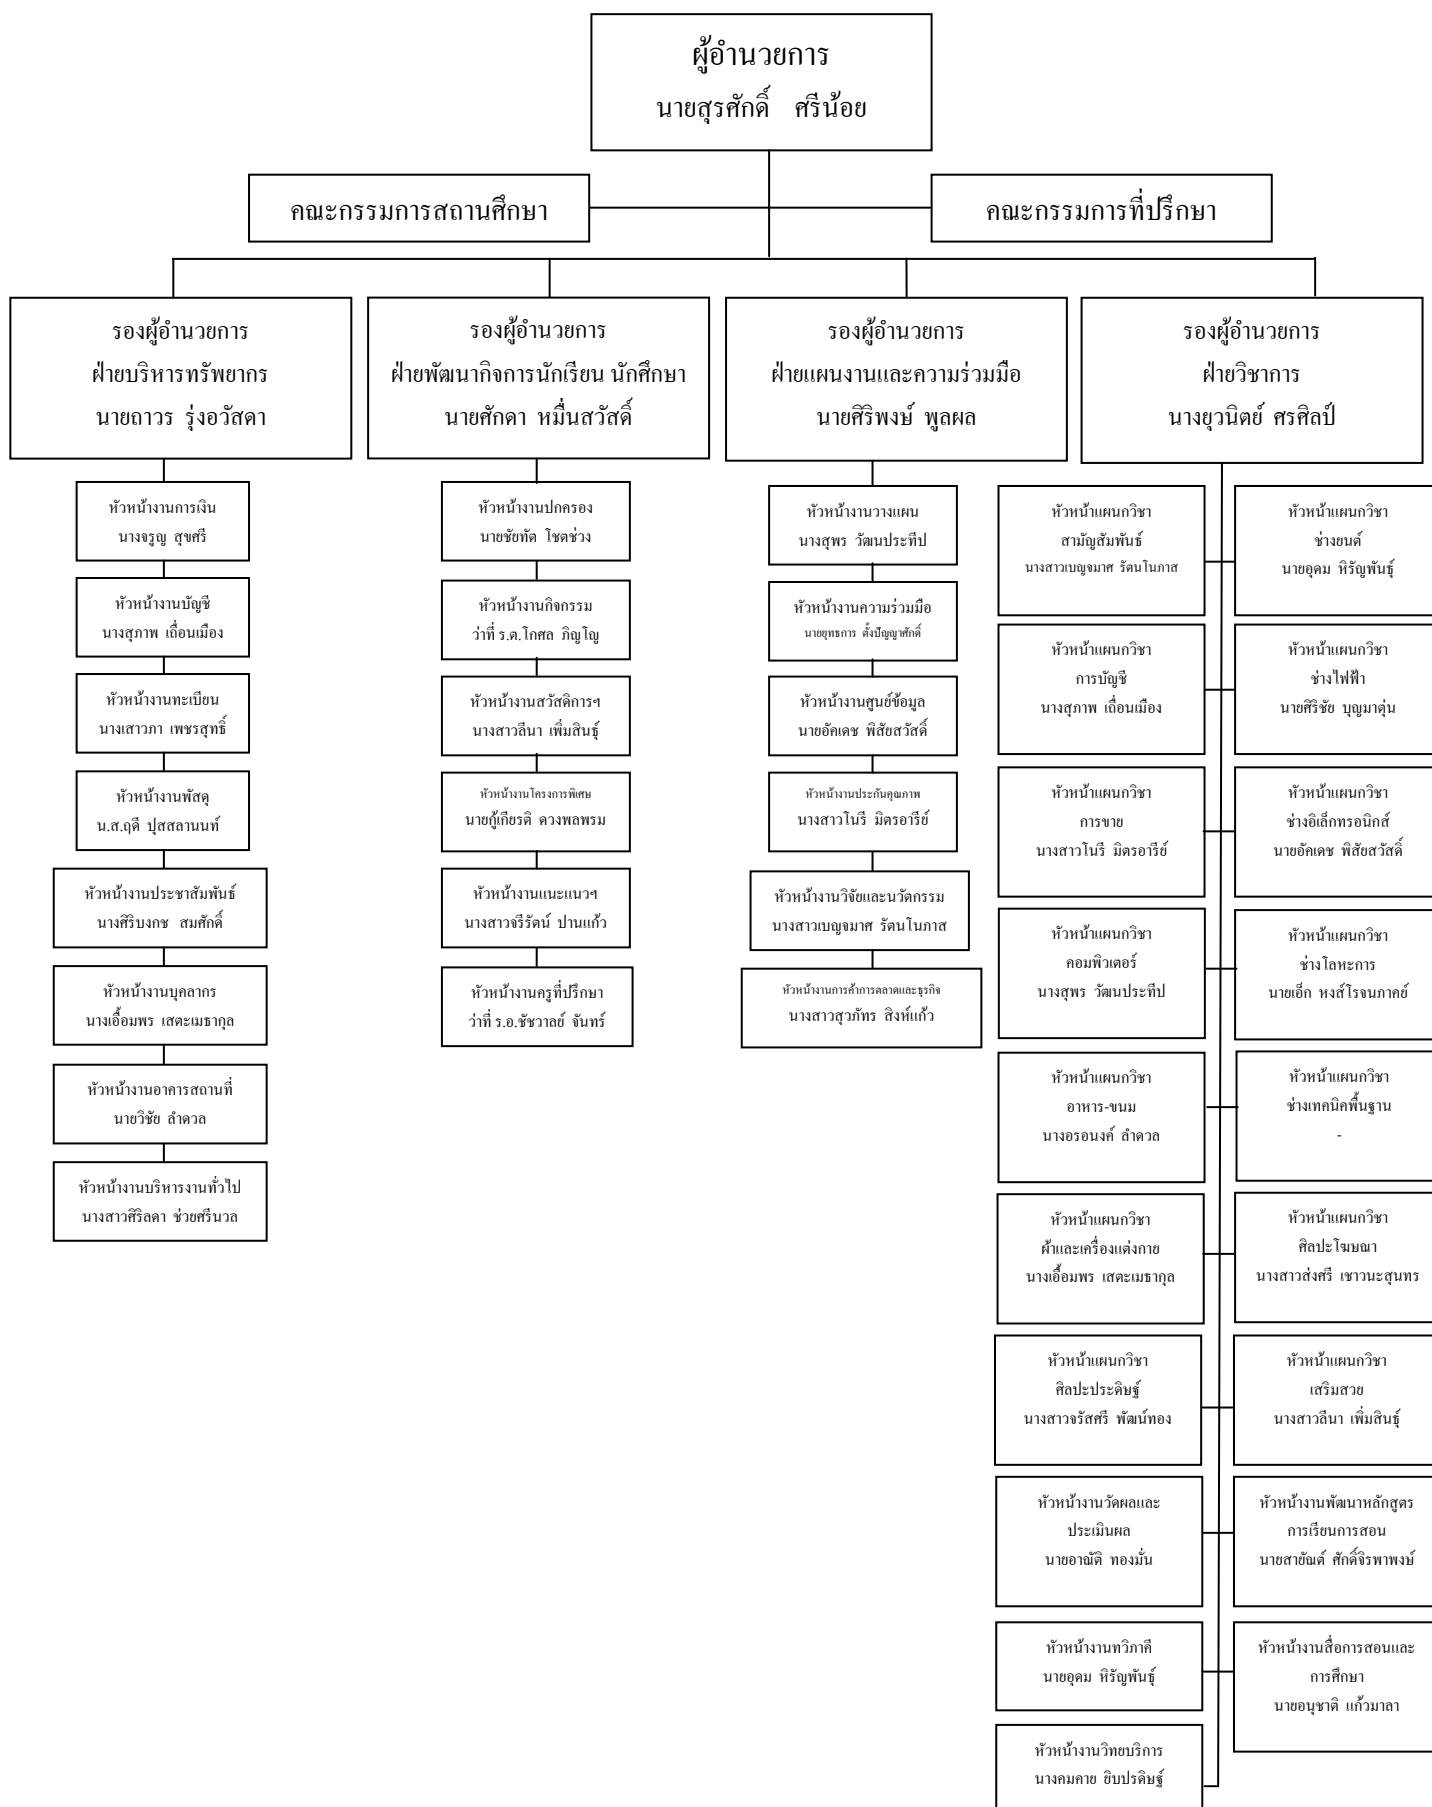 ผู้อำนวยการ
นายสุรศักดิ์ ศรีน้อย
คณะกรรมการสถานศึกษา
คณะกรรมการที่ปรึกษา
รองผู้อำนวยการ
ฝ่ายบริหารทรัพยากร
นายถาวร รุ่งอวัสดา
รองผู้อำนวยการ
ฝ่ายพัฒนากิจการนักเรียน นักศึกษา
นายศักดา หมื่นสวัสดิ์
รองผู้อำนวยการ
ฝ่ายแผนงานและความร่วมมือ
นายศิริพงษ์ พูลผล
รองผู้อำนวยการ
ฝ่ายวิชาการ
นางยุวนิตย์ ศรศิลป์
หัวหน้างานการเงิน
นางจรูญ สุขศรี
หัวหน้างานบัญชี
นางสุภาพ เถื่อนเมือง
หัวหน้างานทะเบียน
นางเสาวภา เพชรสุทธิ์
หัวหน้างานพัสดุ
น.ส.ฤดี ปุสสลานนท์
หัวหน้างานประชาสัมพันธ์
นางศิริบงกช สมศักดิ์
หัวหน้างานบุคลากร
นางเอื้อมพร เสตะเมธากุล
หัวหน้างานอาคารสถานที่
นายวิชัย ลำดวล
หัวหน้างานบริหารงานทั่วไป
นางสาวศิริลดา ช่วยศรีนวล
หัวหน้างานปกครอง
นายชัยทัต โชตช่วง
หัวหน้างานกิจกรรม
ว่าที่ ร.ต.โกศล ภิญโญ
หัวหน้างานสวัสดิการฯ
นางสาวลีนา เพิ่มสินธุ์
หัวหน้างานโครงการพิเศษ
นายกู้เกียรติ ดวงพลพรม
หัวหน้างานแนะแนวฯ
นางสาวจรีรัตน์ ปานแก้ว
หัวหน้างานครูที่ปรึกษา
ว่าที่ ร.อ.ชัชวาลย์ จันทร์
หัวหน้างานวางแผน
นางสุพร วัฒนประทีป
หัวหน้างานความร่วมมือ
นายยุทธการ ตั้งปัญญาศักดิ์
หัวหน้างานศูนย์ข้อมูล
นายอัคเดช พิสัยสวัสดิ์
หัวหน้างานประกันคุณภาพ
นางสาวโนรี มิตรอารีย์
หัวหน้างานวิจัยและนวัตกรรม
นางสาวเบญจมาศ รัตนโนภาส
หัวหน้างานการค้าการตลาดและธุรกิจ
นางสาวสุวภัทร สิงห์แก้ว
หัวหน้าแผนกวิชา
สามัญสัมพันธ์
นางสาวเบญจมาศ รัตนโนภาส
หัวหน้าแผนกวิชา
ช่างยนต์
นายอุดม หิรัญพันธุ์
หัวหน้าแผนกวิชา
การบัญชี
นางสุภาพ เถื่อนเมือง
หัวหน้าแผนกวิชา
ช่างไฟฟ้า
นายศิริชัย บุญมาตุ่น
หัวหน้าแผนกวิชา
การขาย
นางสาวโนรี มิตรอารีย์
หัวหน้าแผนกวิชา
ช่างอิเล็กทรอนิกส์
นายอัคเดช พิสัยสวัสดิ์
หัวหน้าแผนกวิชา
คอมพิวเตอร์
นางสุพร วัฒนประทีป
หัวหน้าแผนกวิชา
ช่างโลหะการ
นายเอ็ก หงส์โรจนภาคย์
หัวหน้าแผนกวิชา
อาหาร-ขนม
นางอรอนงค์ ลำดวล
หัวหน้าแผนกวิชา
ช่างเทคนิคพื้นฐาน
-
หัวหน้าแผนกวิชา
ผ้าและเครื่องแต่งกาย
นางเอื้อมพร เสตะเมธากุล
หัวหน้าแผนกวิชา
ศิลปะโฆษณา
นางสาวส่งศรี เชาวนะสุนทร
หัวหน้าแผนกวิชา
ศิลปะประดิษฐ์
นางสาวจรัสศรี พัฒน์ทอง
หัวหน้าแผนกวิชา
เสริมสวย
นางสาวลีนา เพิ่มสินธุ์
หัวหน้างานวัดผลและ
ประเมินผล
นายอาณัติ ทองมั่น
หัวหน้างานพัฒนาหลักสูตร
การเรียนการสอน
นายสายัณต์ ศักดิ์จิรพาพงษ์
หัวหน้างานทวิภาคี
นายอุดม หิรัญพันธุ์
หัวหน้างานสื่อการสอนและ
การศึกษา
นายอนุชาติ แก้วมาลา
หัวหน้างานวิทยบริการ
นางคมคาย ยิบปรดิษฐ์